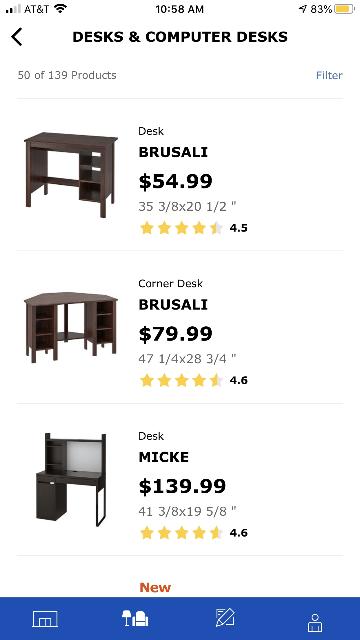 AT&T 10:58 AM 83%
DESKS & COMPUTER DESKS
50 of 139 Products Filter
Desk
BRUSALI
$54.99
35 3/8x20 1/2 "
4.5
Corner Desk
BRUSALI
$79.99
47 1/4x28 3/4 "
4.6
Desk
MICKE
$139.99
41 3/8x19 5/8 "
4.6
New